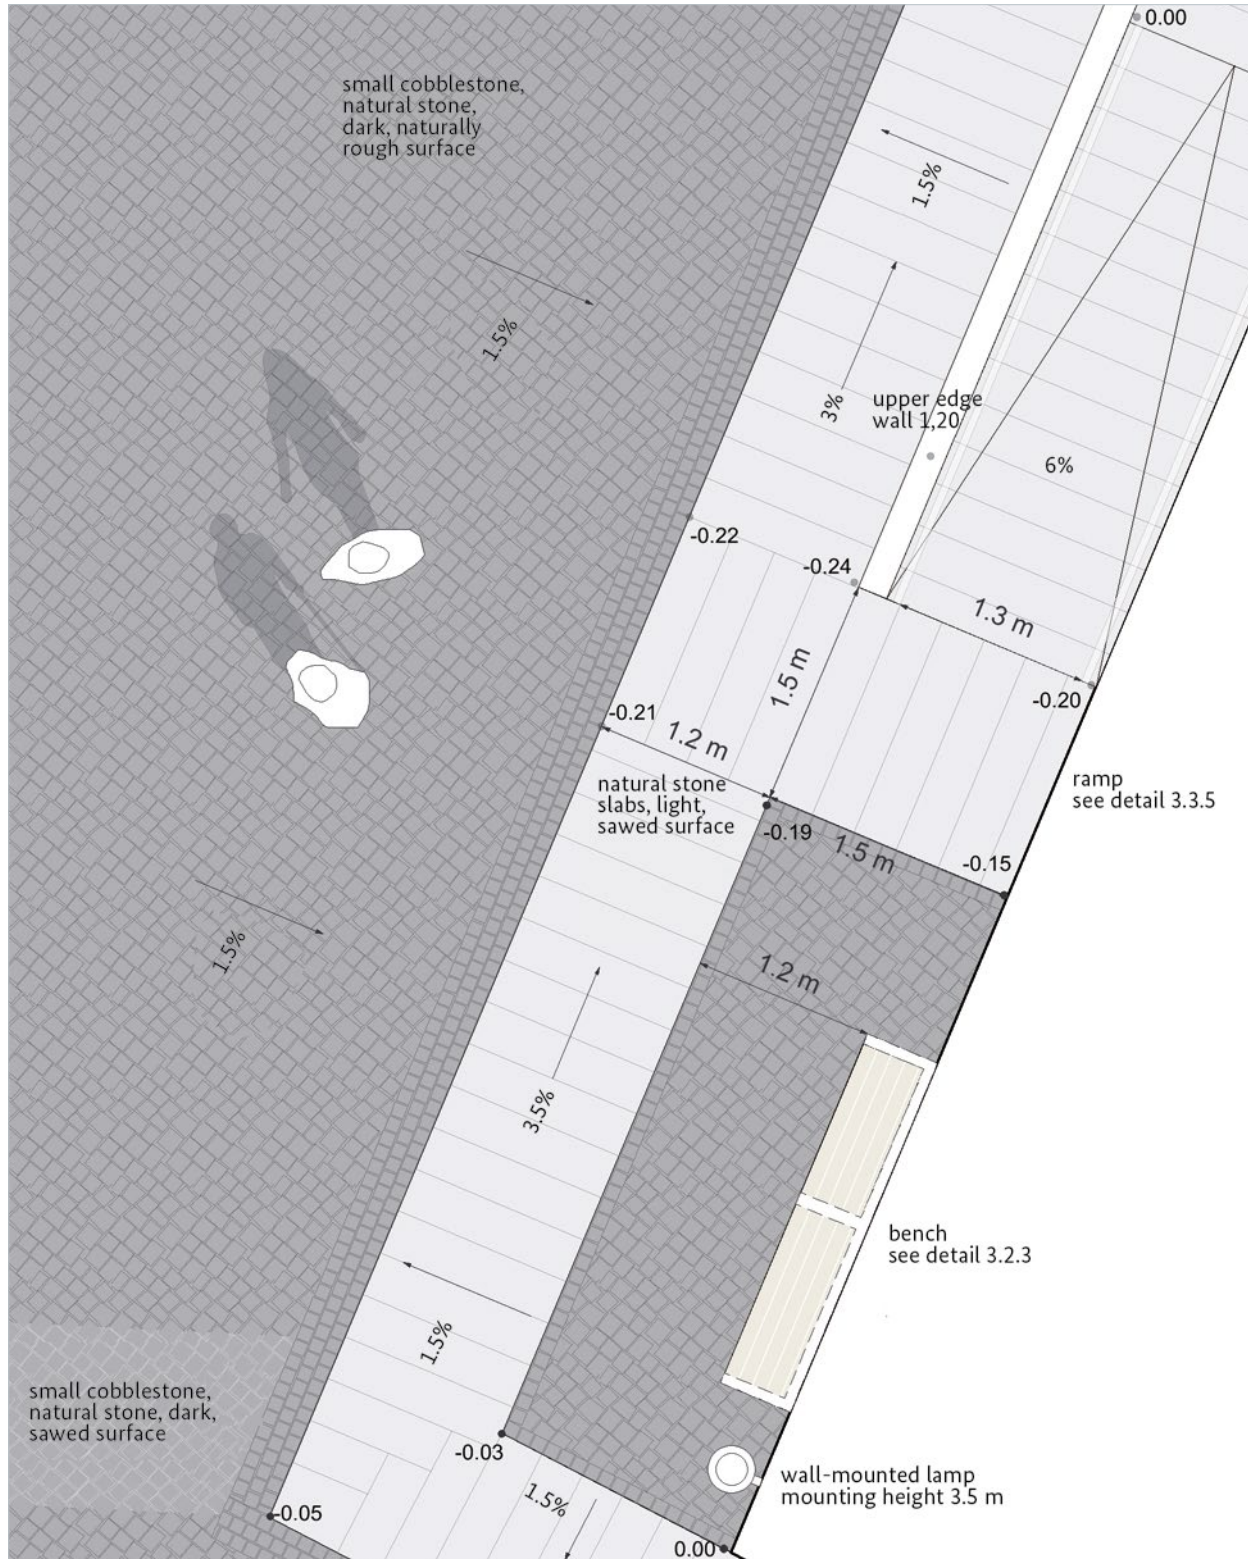 0.00
small cobblestone,
natural stone,
dark, naturally
rough surface
1.5%
1.5%
3%
upper edge
wall 1,20
6%
-0.22
-0.24
1.3 m
1.5 m
-0.20
-0.21
1.2 m
natural stone
slabs, light,
sawed surface
ramp
see detail 3.3.5
-0.19
1.5 m
-0.15
1.5%
1.2 m
3.5%
bench
see detail 3.2.3
1.5%
small cobblestone,
natural stone, dark,
sawed surface
-0.03
wall-mounted lamp
mounting height 3.5 m
1.5%
-0.05
0.00